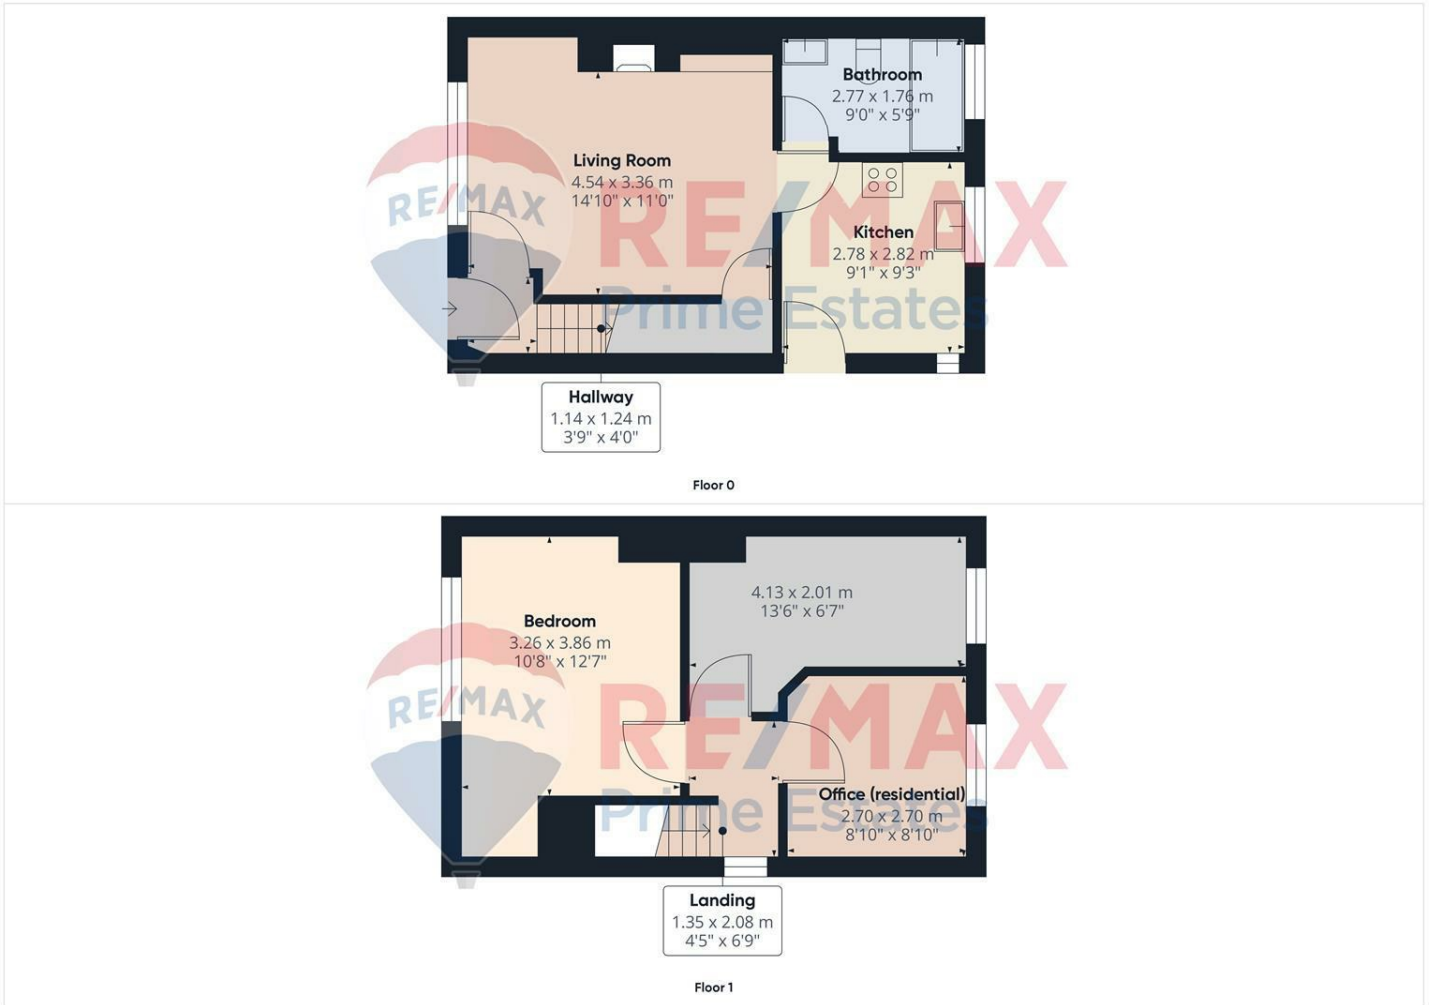 Bathroom
2.77 x 1.76 m
9'0" x 5'9"
Living Room
4.54 x 3.36 m
14'10" x 11'0"
RE/MAX
RE/MAX
Prime Estates
Kitchen
2.78 x 2.82 m
9'1" x 9'3"
Hallway
1.14 x 1.24 m
3'9" x 4'0"
Floor 0
4.13 x 2.01 m
13'6" x 6'7"
Bedroom
3.26 x 3.86 m
10'8" x 12'7"
RE/MAX
RE/MAX
Prime Estates
Office (residential)
2.70 x 2.70 m
8'10" x 8'10"
Landing
1.35 x 2.08 m
4'5" x 6'9"
Floor 1